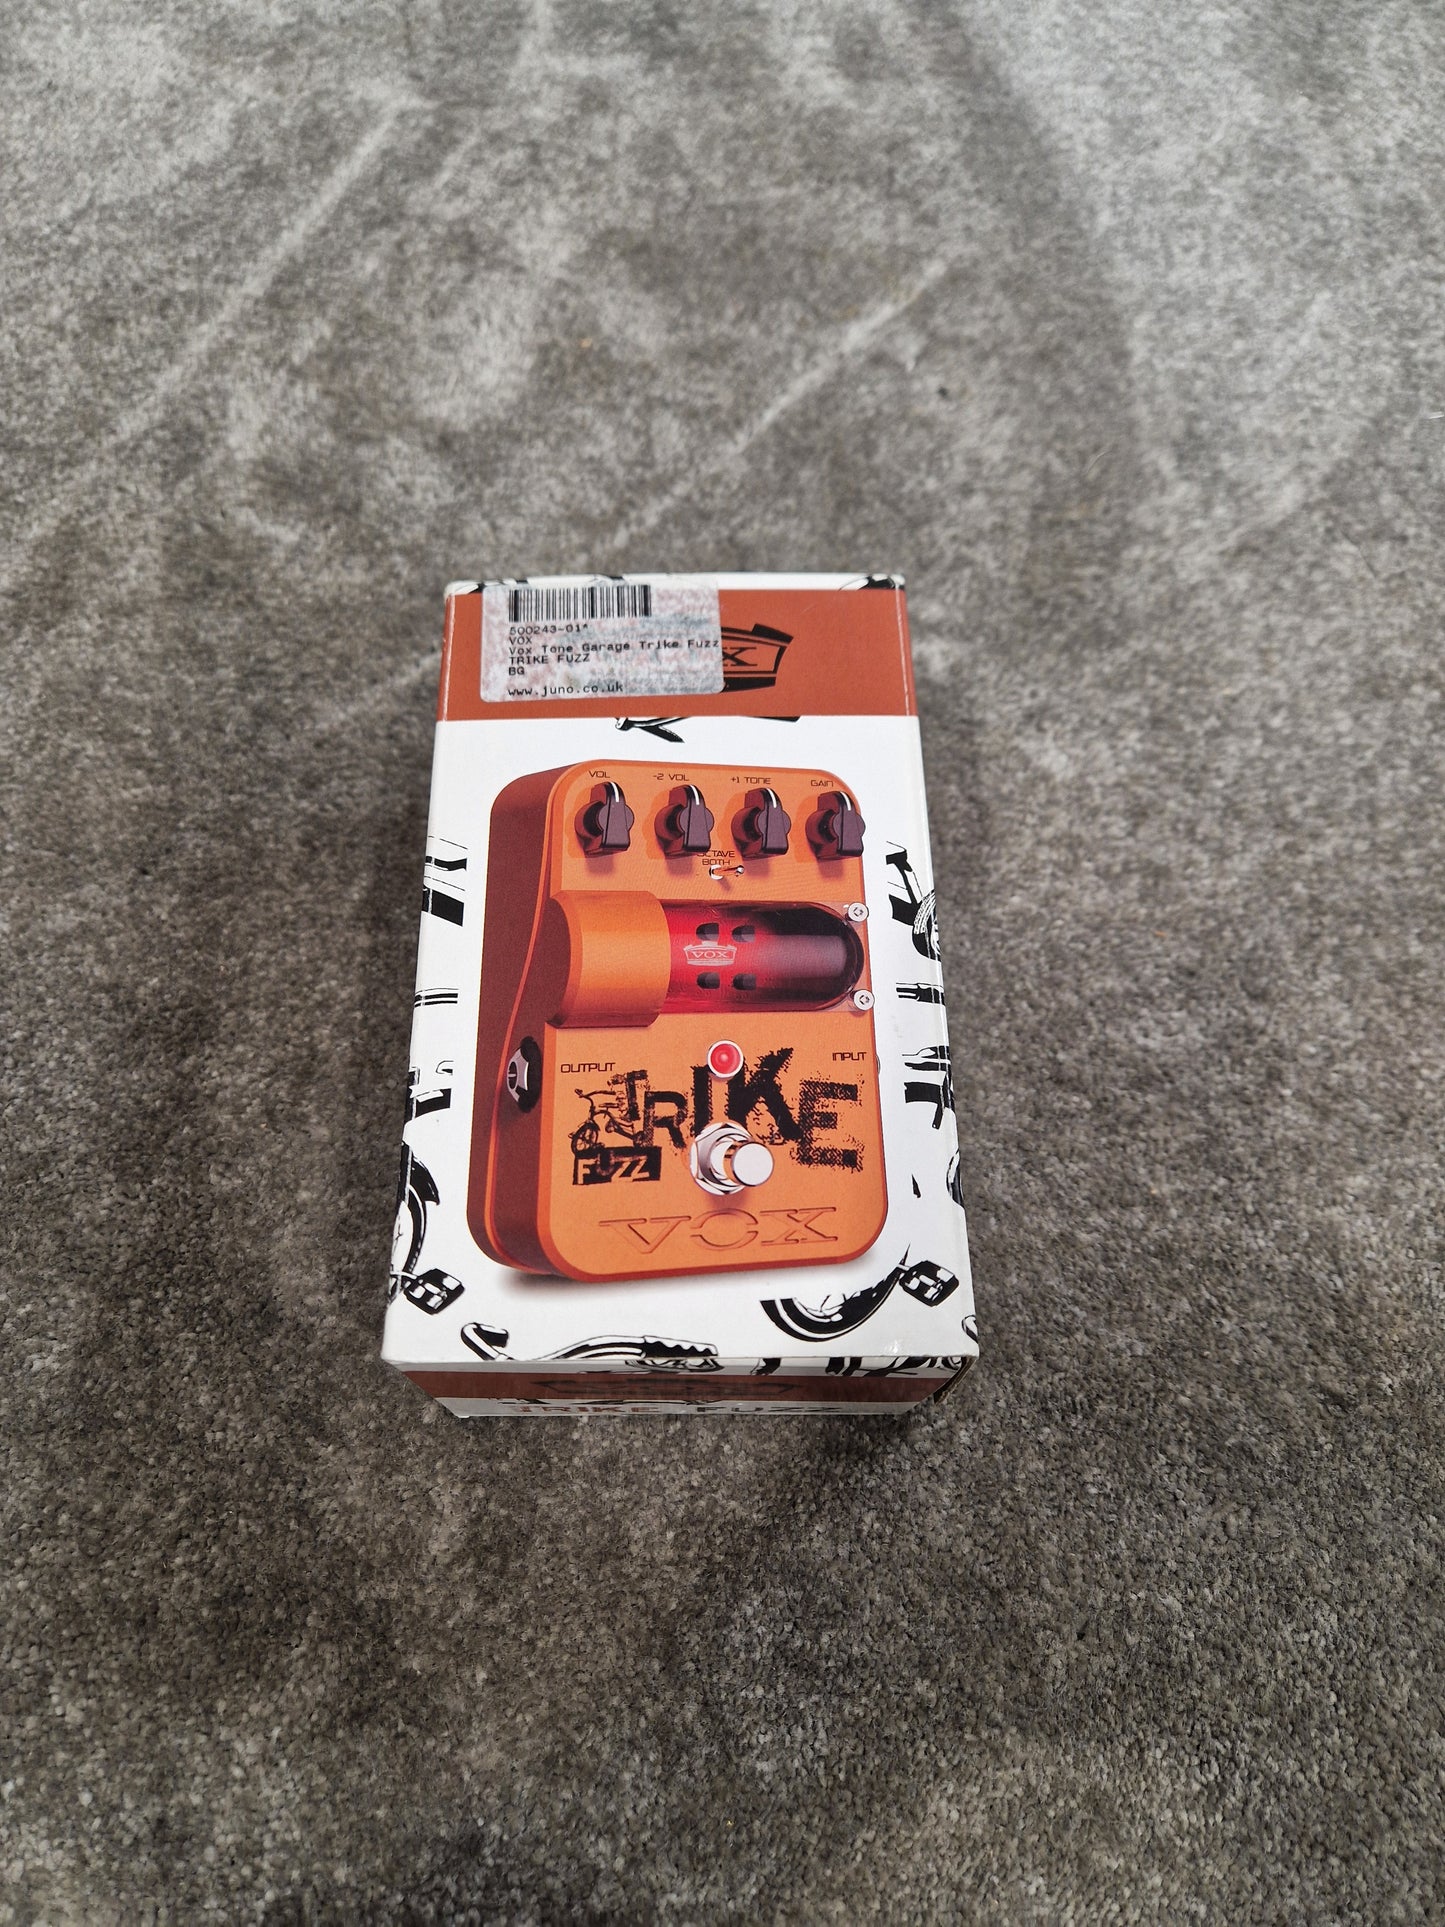 500243-01*
VOX
Vox Tone Garage Trike Fuzz
TRIKE FUZZ
BG
www.juno.co.uk
X
VOL -2 VOL +1 TONE GAIN
OCTAVE
BOTH
VOX
OUTPUT INPUT
TRIKE
FUZZ
VOX
TRIKE FUZZ